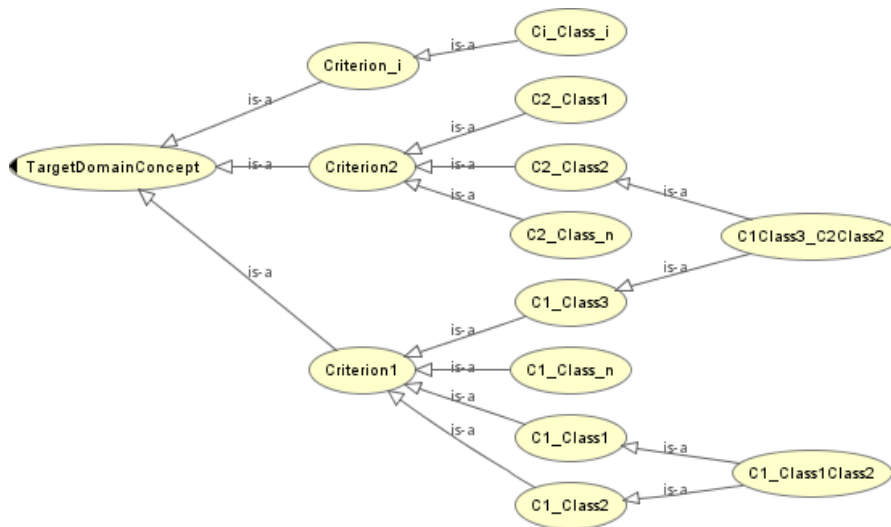 Ci_Class_i
is-a
Criterion_i
is-a
C2_Class1
is-a
TargetDomainConcept
is-a
Criterion2
is-a
C2_Class2
is-a
is-a
C2_Class_n
C1Class3_C2Class2
is-a
is-a
C1_Class3
is-a
Criterion1
is-a
C1_Class_n
is-a
C1_Class1
is-a
is-a
C1_Class1Class2
is-a
C1_Class2